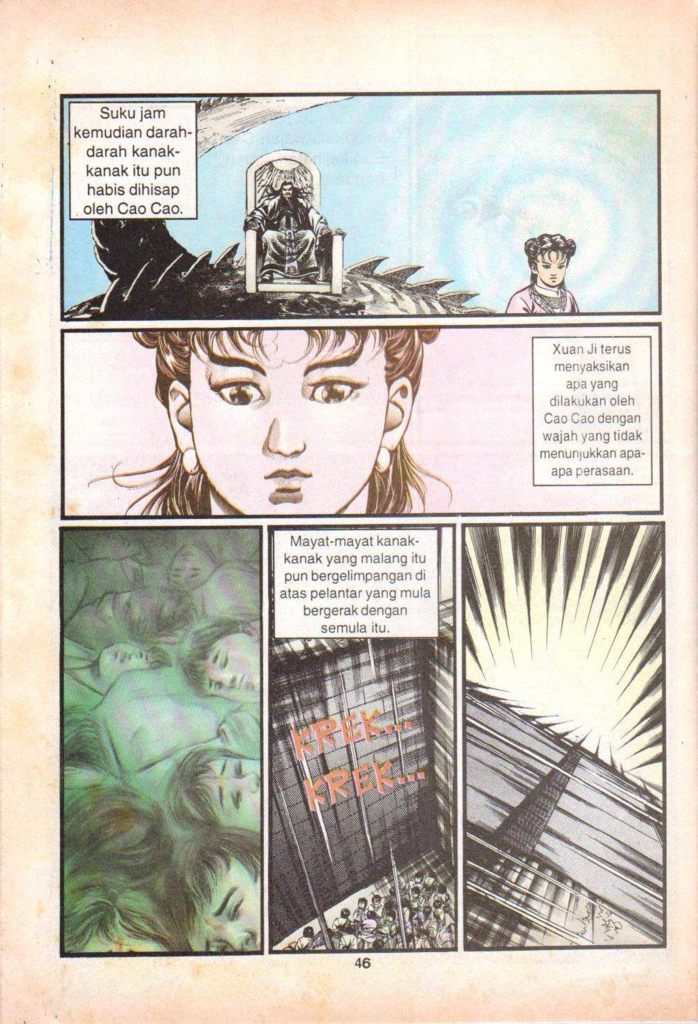 Suku jam
kemudian darah-
darah kanak-
kanak itu pun
habis dihisap
oleh Cao Cao.
Xuan Ji terus
menyaksikan
apa yang
dilakukan oleh
Cao Cao dengan
wajah yang tidak
menunjukkan apa-
apa perasaan.
Mayat-mayat kanak-
kanak yang malang itu
pun bergelimpangan di
atas pelantar yang mula
bergerak dengan
semula itu.
KREK...
KREK...
46